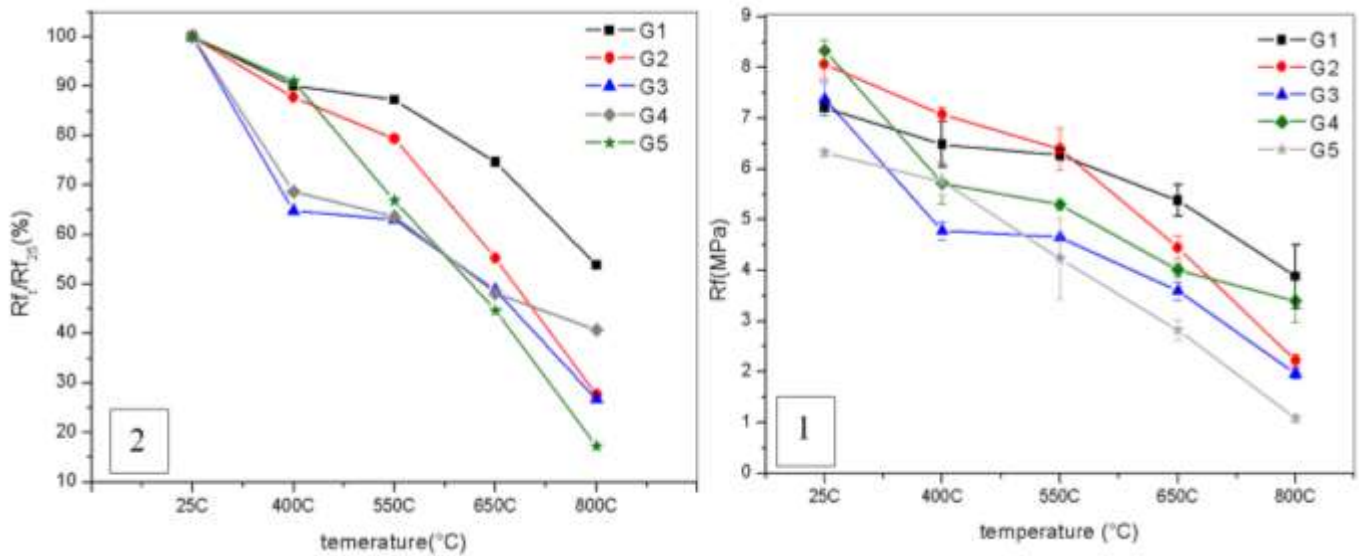 Rf_t/Rf_25(%)
100
90
80
70
60
50
40
30
20
10
25C 400C 550C 650C 800C
temerature(°C)
G1
G2
G3
G4
G5
2
Rf(MPa)
9
8
7
6
5
4
3
2
1
0
25C 400C 550C 650C 800C
temperature (°C)
G1
G2
G3
G4
G5
1